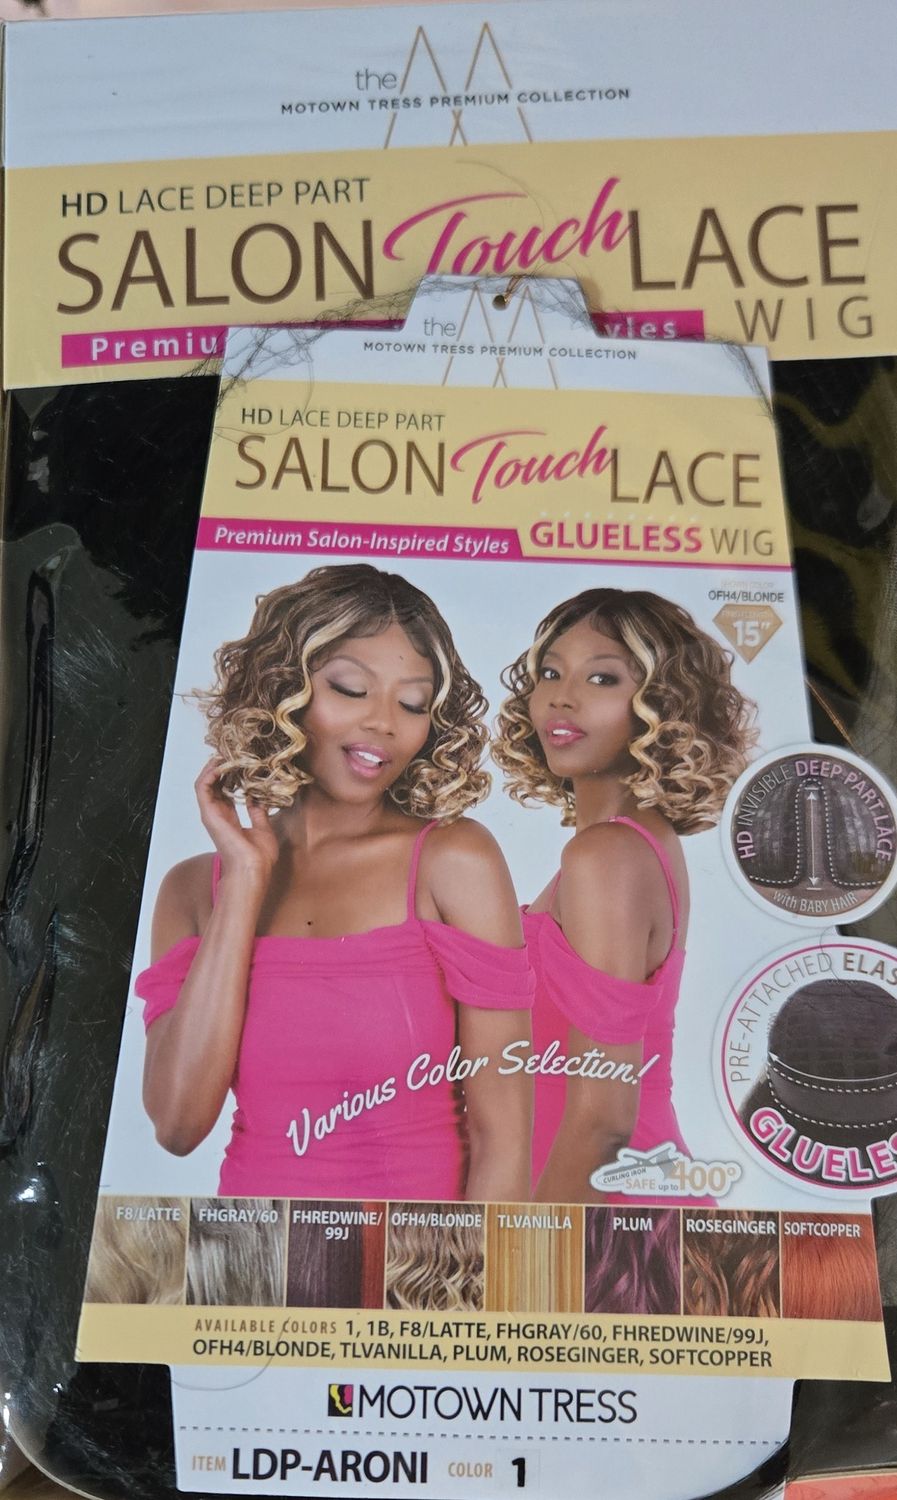 the
MOTOWN TRESS PREMIUM COLLECTION
HD LACE DEEP PART
SALON Touch LACE
WIG
the
MOTOWN TRESS PREMIUM COLLECTION
HD LACE DEEP PART
SALON Touch LACE
Premium Salon-Inspired Styles GLUELESS WIG
SHOWN COLOR
OFH4/BLONDE
15"
HD INVISIBLE DEEP PART LACE
with BABY HAIR
PRE-ATTACHED
GLUELES
Various Color Selection!
CURLING IRON
SAFE up to 400°
F8/LATTE FHGRAY/60 FHREDWINE/99J OFH4/BLONDE TLVANILLA PLUM ROSEGINGER SOFTCOPPER
AVAILABLE COLORS 1, 1B, F8/LATTE, FHGRAY/60, FHREDWINE/99J,
OFH4/BLONDE, TLVANILLA, PLUM, ROSEGINGER, SOFTCOPPER
MOTOWN TRESS
ITEM LDP-ARONI COLOR 1